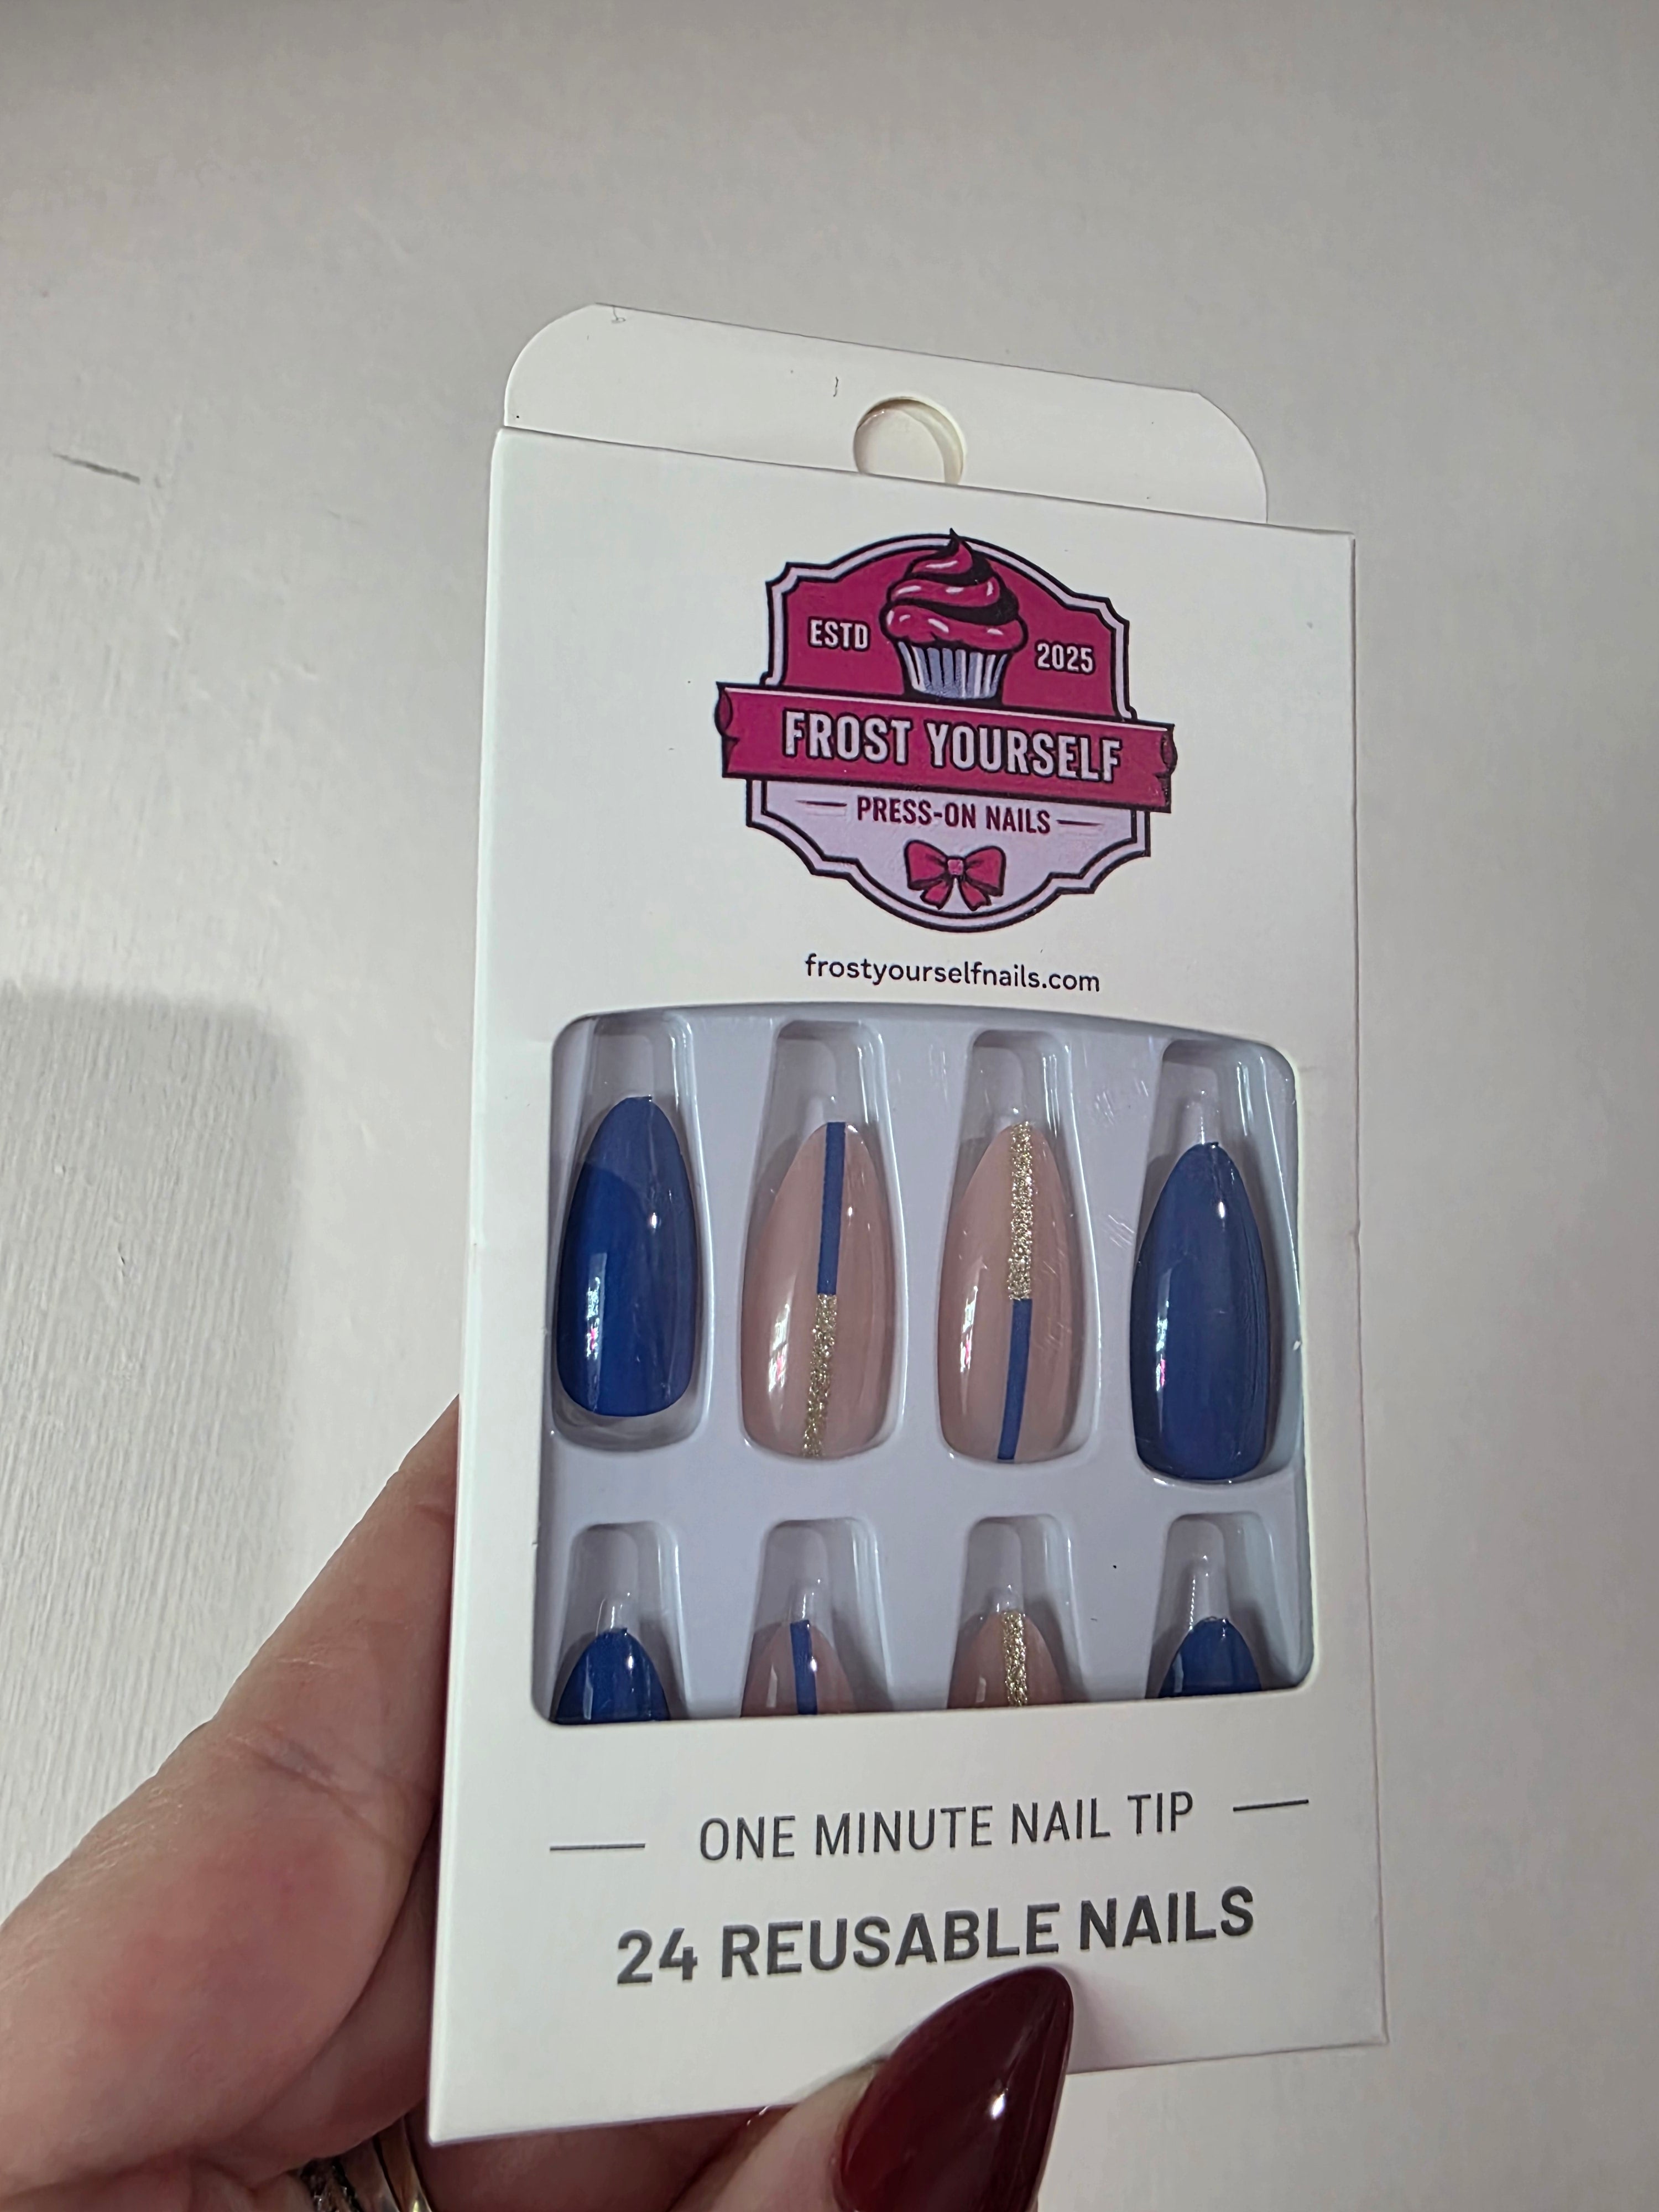 ESTD 2025
FROST YOURSELF
PRESS-ON NAILS
frostyourselfnails.com
ONE MINUTE NAIL TIP
24 REUSABLE NAILS